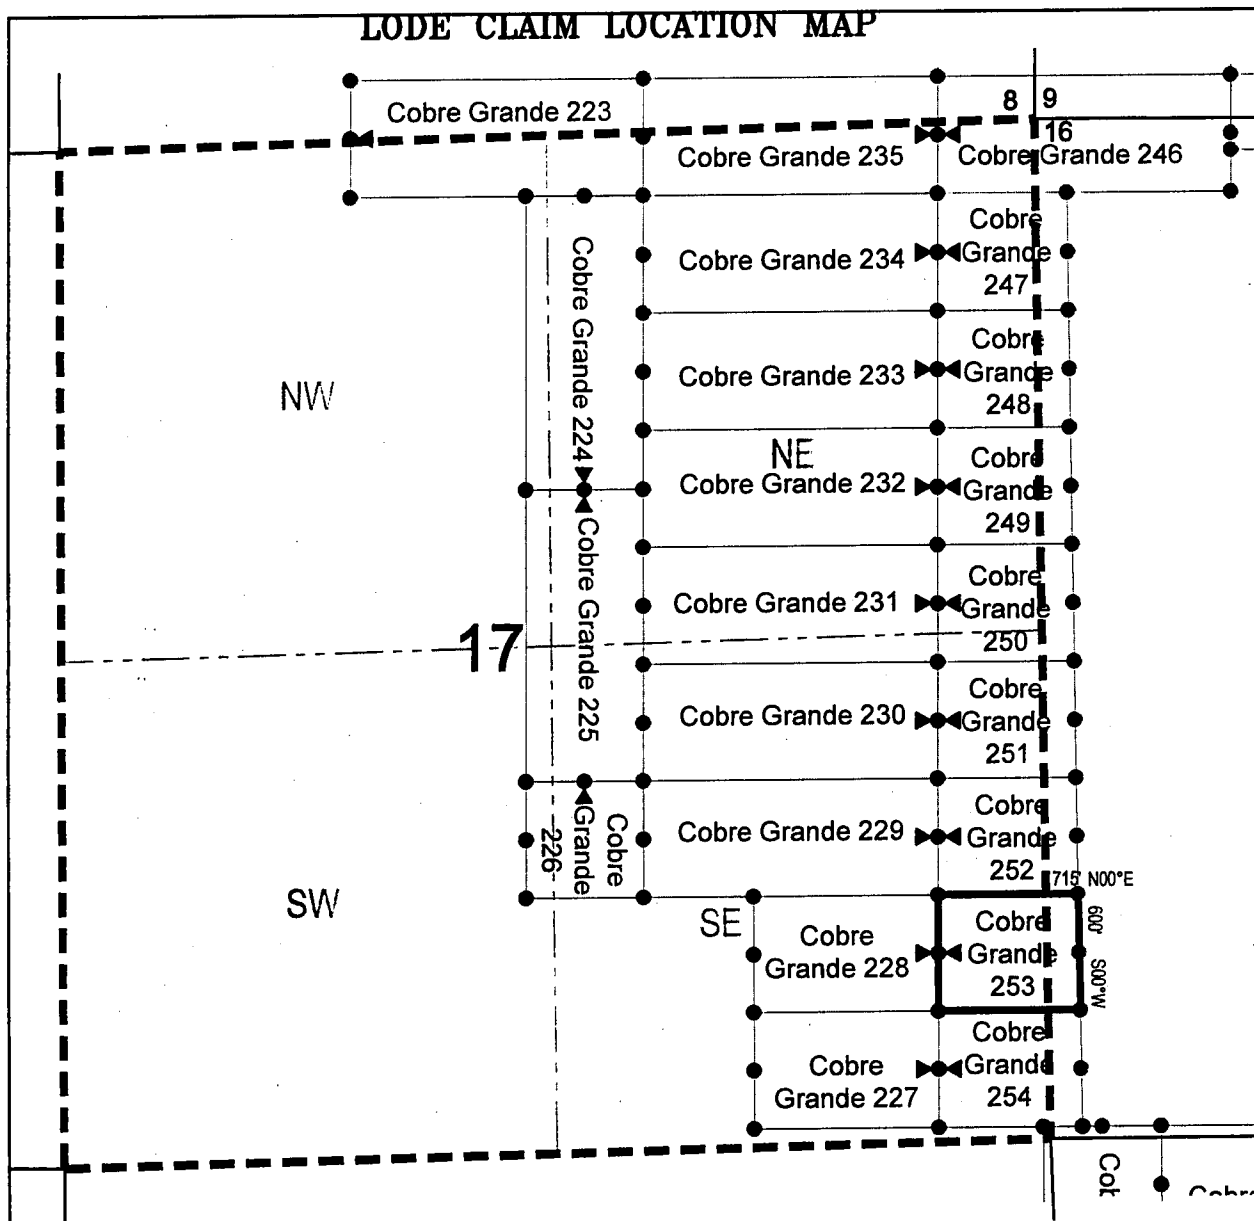 LODE CLAIM LOCATION MAP
8 9
16
Cobre Grande 223
Cobre Grande 235
Cobre Grande 246
Cobre Grande 224
Cobre Grande 234
Cobre
Grande
247
Cobre Grande 233
Cobre
Grande
248
NW
NE
Cobre Grande 232
Cobre
Grande
249
Cobre Grande 225
Cobre Grande 231
Cobre
Grande
250
17
Cobre Grande 230
Cobre
Grande
251
Cobre
Grande
226
Cobre Grande 229
Cobre
Grande
252
715' N00°E
600'
S00°W
SW
SE
Cobre
Grande 228
Cobre
Grande
253
Cobre
Grande 227
Cobre
Grande
254